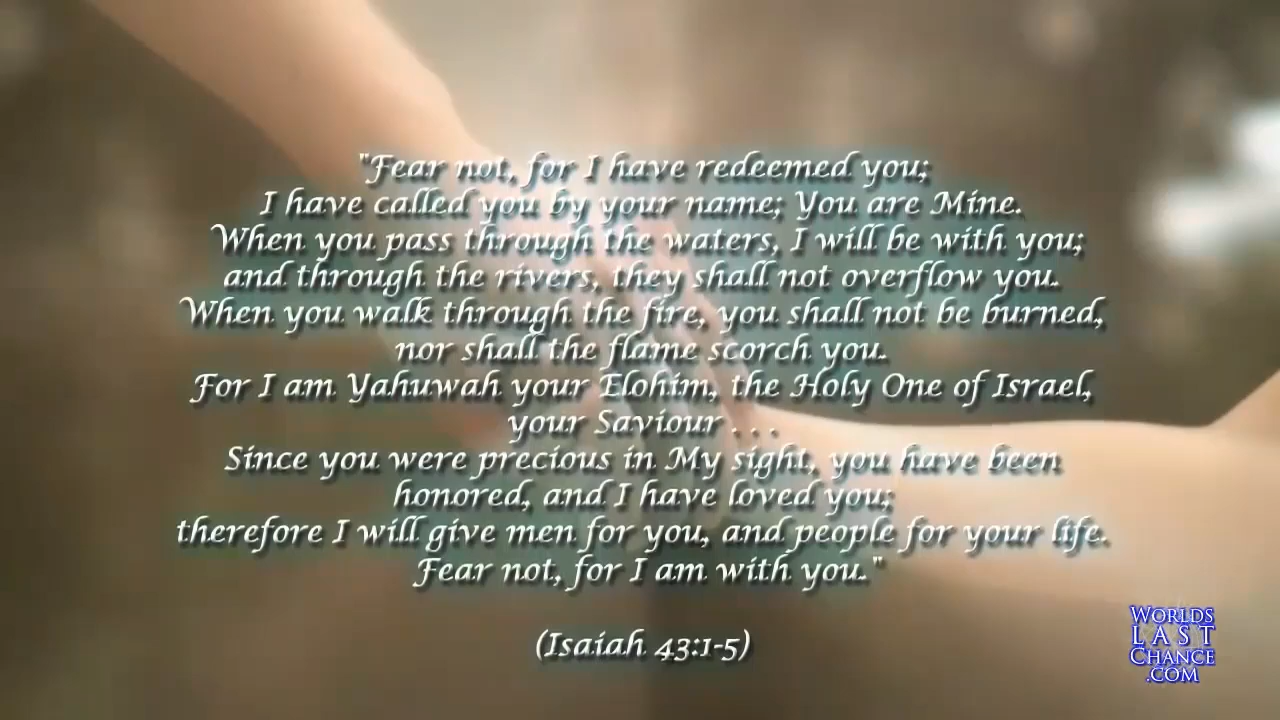 "Fear not, for I have redeemed you;
I have called you by your name; You are Mine.
When you pass through the waters, I will be with you;
and through the rivers, they shall not overflow you.
When you walk through the fire, you shall not be burned,
nor shall the flame scorch you.
For I am Yahuwah your Elohim, the Holy One of Israel,
your Saviour . . .
Since you were precious in My sight, you have been
honored, and I have loved you;
therefore I will give men for you, and people for your life.
Fear not, for I am with you."
(Isaiah 43:1-5)
WORLDS
LAST
CHANCE
.COM